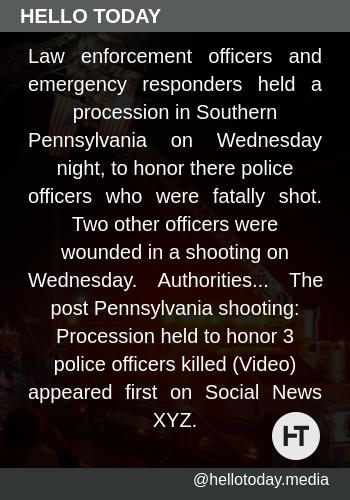 HELLO TODAY
Law enforcement officers and
emergency responders held a
procession in Southern
Pennsylvania on Wednesday
night, to honor there police
officers who were fatally shot.
Two other officers were
wounded in a shooting on
Wednesday. Authorities... The
post Pennsylvania shooting:
Procession held to honor 3
police officers killed (Video)
appeared first on Social News
XYZ.
HT
@hellotoday.media